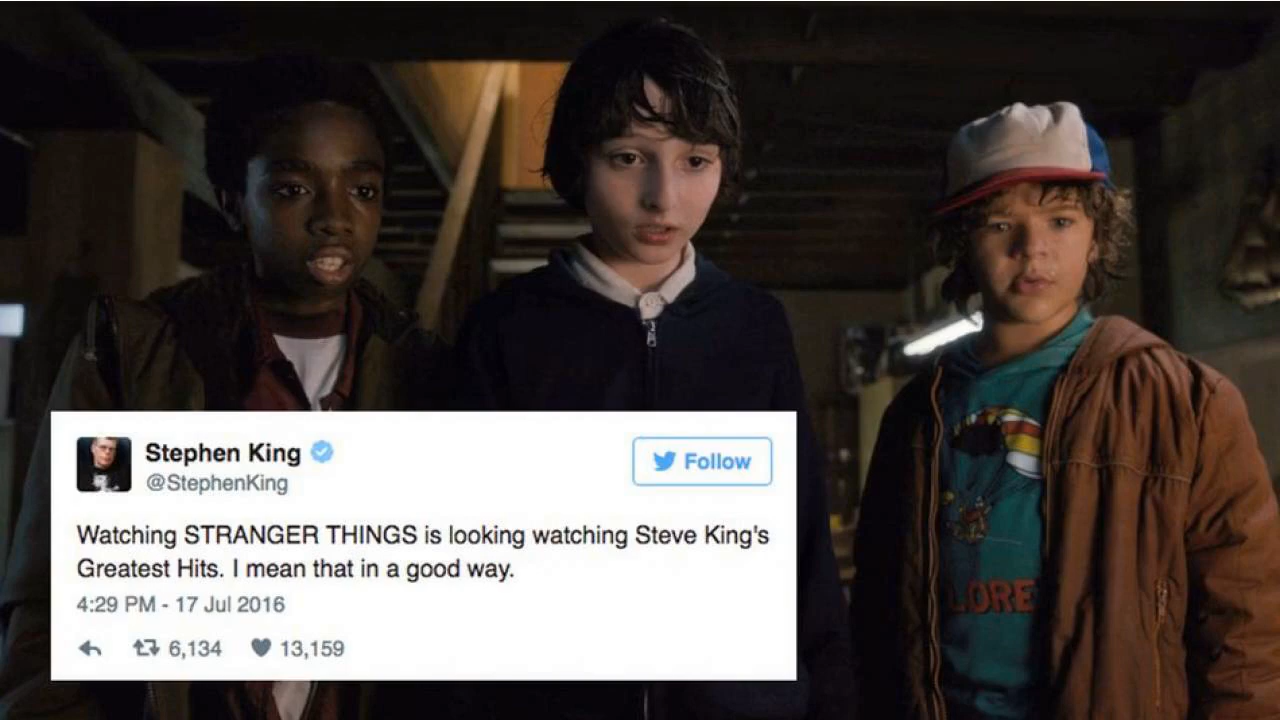 Stephen King
@StephenKing
Follow
Watching STRANGER THINGS is looking watching Steve King's
Greatest Hits. I mean that in a good way.
4:29 PM - 17 Jul 2016
6,134 13,159
LORE